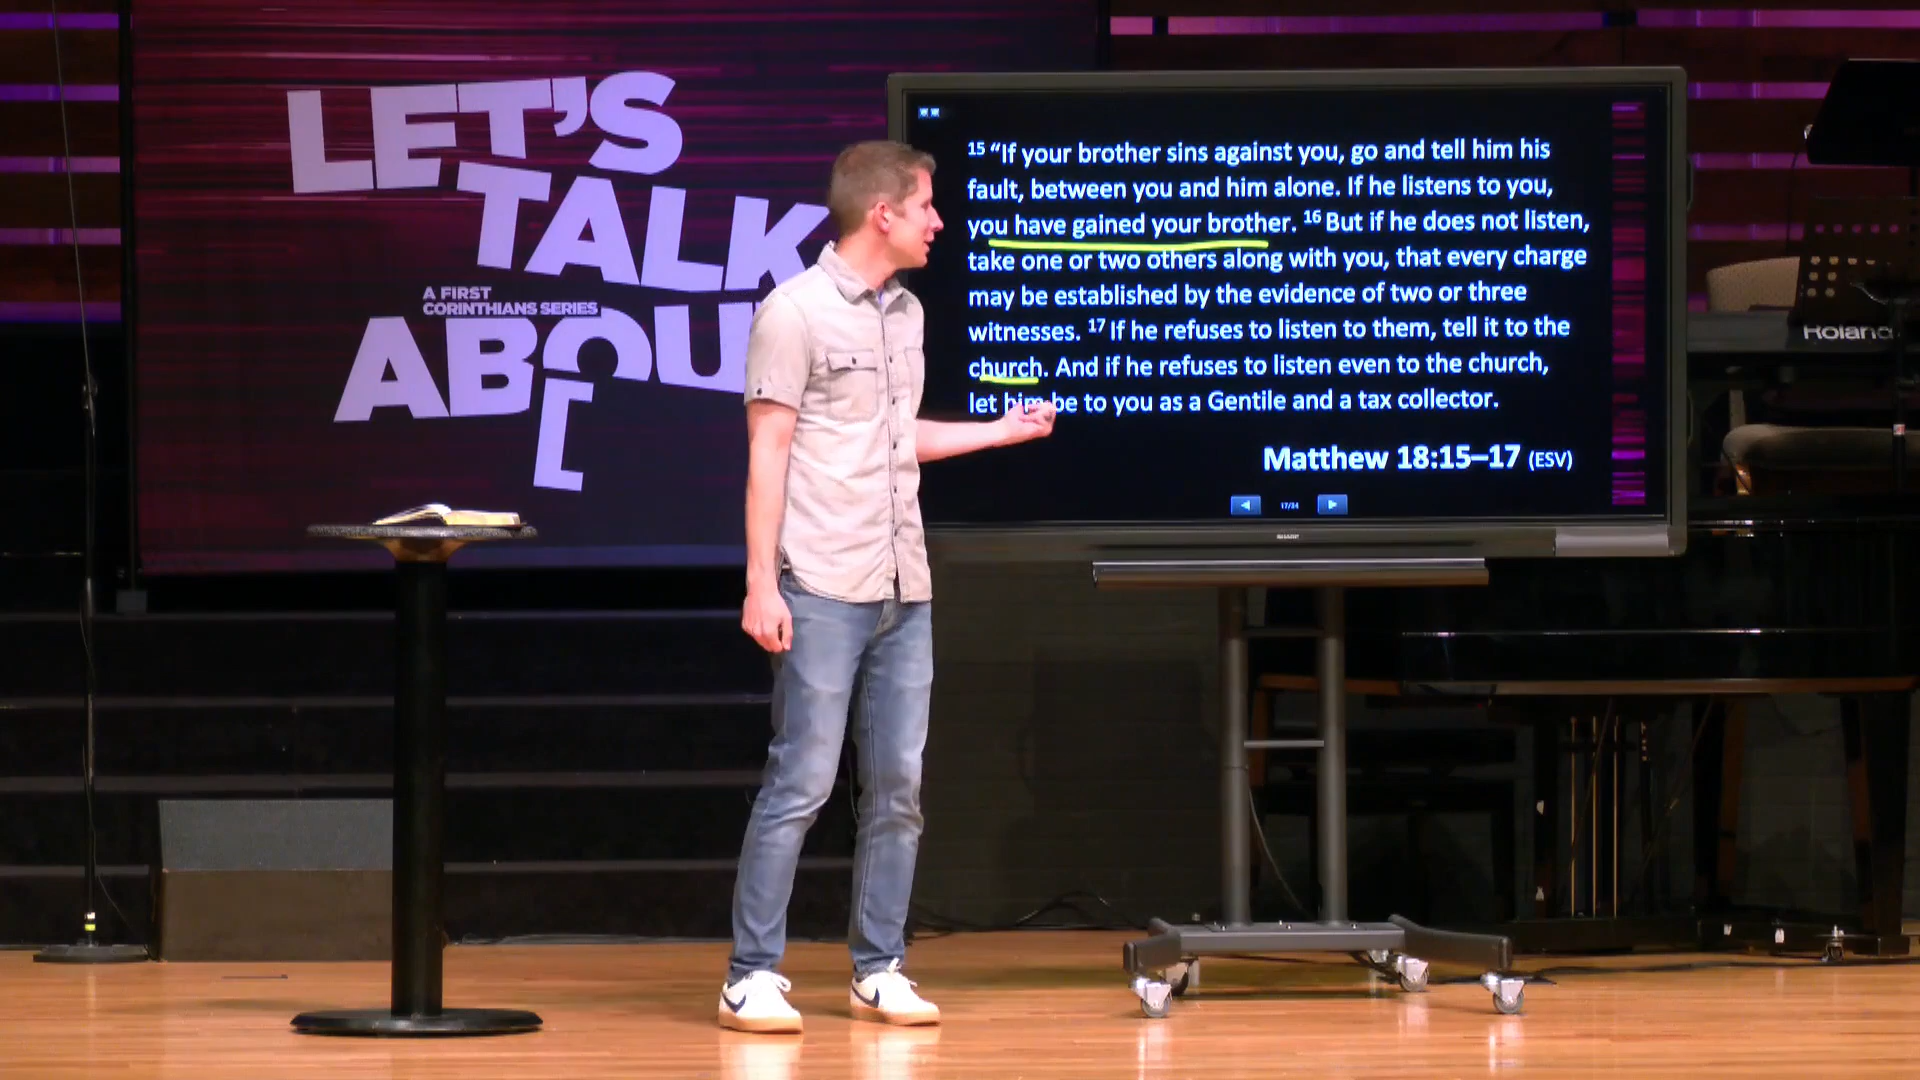 LET'S
TALK
A FIRST
CORINTHIANS SERIES
ABOU
[
15 “If your brother sins against you, go and tell him his
fault, between you and him alone. If he listens to you,
you have gained your brother. 16 But if he does not listen,
take one or two others along with you, that every charge
may be established by the evidence of two or three
witnesses. 17 If he refuses to listen to them, tell it to the
church. And if he refuses to listen even to the church,
let him be to you as a Gentile and a tax collector.
Matthew 18:15–17 (ESV)
17/34
SHARP
Roland